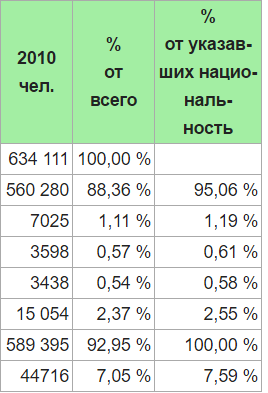 2010
чел.
%
от
всего
%
от указав-
ших нацио-
наль-
ность
634 111 100,00 %
560 280 88,36 % 95,06 %
7025 1,11 % 1,19 %
3598 0,57 % 0,61 %
3438 0,54 % 0,58 %
15 054 2,37 % 2,55 %
589 395 92,95 % 100,00 %
44716 7,05 % 7,59 %